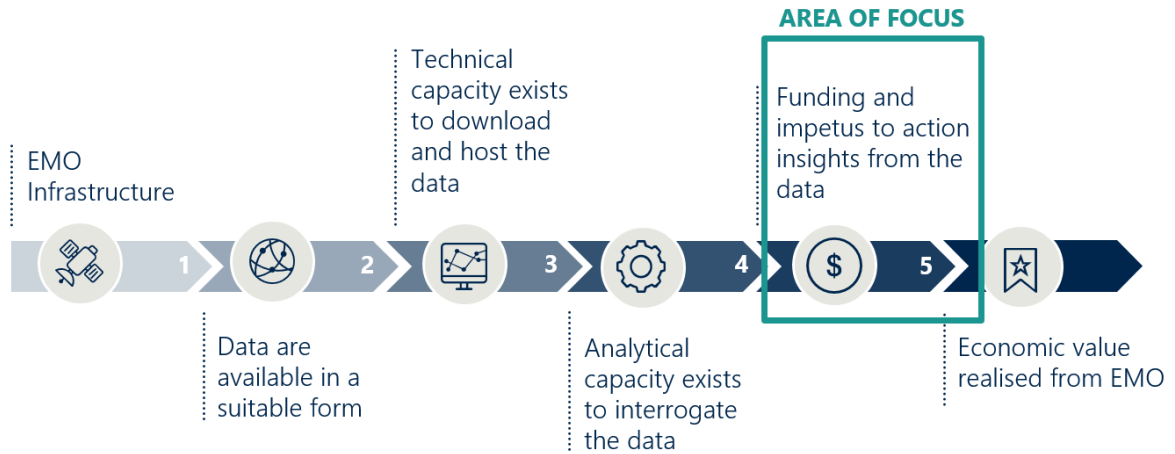 AREA OF FOCUS
EMO
Infrastructure
1
Data are
available in a
suitable form
2
Technical
capacity exists
to download
and host the
data
3
Analytical
capacity exists
to interrogate
the data
4
Funding and
impetus to action
insights from the
data
$
5
Economic value
realised from EMO